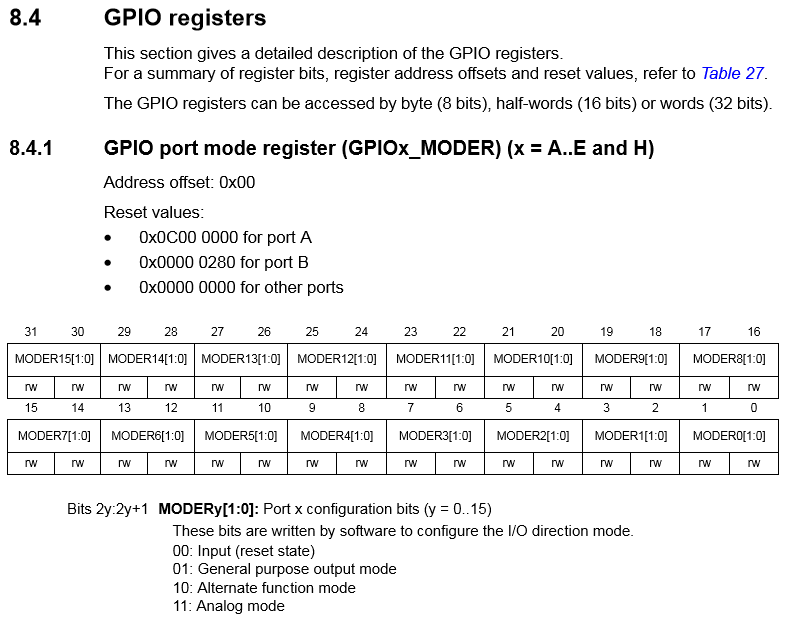 8.4 GPIO registers
This section gives a detailed description of the GPIO registers.
For a summary of register bits, register address offsets and reset values, refer to Table 27.
The GPIO registers can be accessed by byte (8 bits), half-words (16 bits) or words (32 bits).
8.4.1 GPIO port mode register (GPIOx_MODER) (x = A..E and H)
Address offset: 0x00
Reset values:
• 0x0C00 0000 for port A
• 0x0000 0280 for port B
• 0x0000 0000 for other ports
31 30 29 28 27 26 25 24 23 22 21 20 19 18 17 16
MODER15[1:0] MODER14[1:0] MODER13[1:0] MODER12[1:0] MODER11[1:0] MODER10[1:0] MODER9[1:0] MODER8[1:0]
rw rw rw rw rw rw rw rw rw rw rw rw rw rw rw rw
15 14 13 12 11 10 9 8 7 6 5 4 3 2 1 0
MODER7[1:0] MODER6[1:0] MODER5[1:0] MODER4[1:0] MODER3[1:0] MODER2[1:0] MODER1[1:0] MODER0[1:0]
rw rw rw rw rw rw rw rw rw rw rw rw rw rw rw rw
Bits 2y:2y+1 MODERy[1:0]: Port x configuration bits (y = 0..15)
These bits are written by software to configure the I/O direction mode.
00: Input (reset state)
01: General purpose output mode
10: Alternate function mode
11: Analog mode